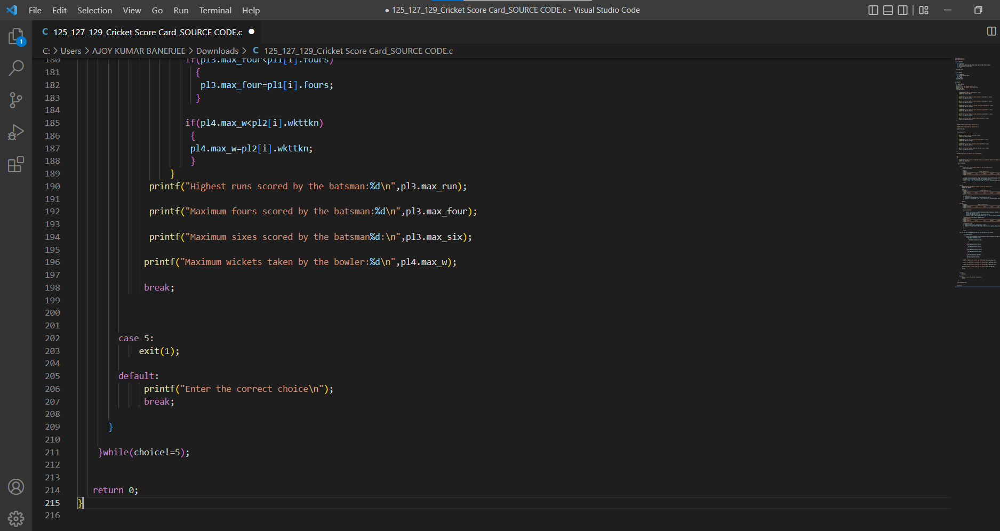 File Edit Selection View Go Run Terminal Help
● 125_127_129_Cricket Score Card_SOURCE CODE.c - Visual Studio Code
C 125_127_129_Cricket Score Card_SOURCE CODE.c ●
1
C: > Users > AJOY KUMAR BANERJEE > Downloads > C 125_127_129_Cricket Score Card_SOURCE CODE.c
180 if(pl3.max_four<pl1[i].fours)
181 {
182 pl3.max_four=pl1[i].fours;
183 }
184
185 if(pl4.max_w<pl2[i].wkttkn)
186 {
187 pl4.max_w=pl2[i].wkttkn;
188 }
189 }
190 printf("Highest runs scored by the batsman:%d\n",pl3.max_run);
191
192 printf("Maximum fours scored by the batsman:%d\n",pl3.max_four);
193
194 printf("Maximum sixes scored by the batsman%d:\n",pl3.max_six);
195
196 printf("Maximum wickets taken by the bowler:%d\n",pl4.max_w);
197
198 break;
199
200
201
202 case 5:
203 exit(1);
204
205 default:
206 printf("Enter the correct choice\n");
207 break;
208
209 }
210
211 }while(choice!=5);
212
213
214 return 0;
215 }
216